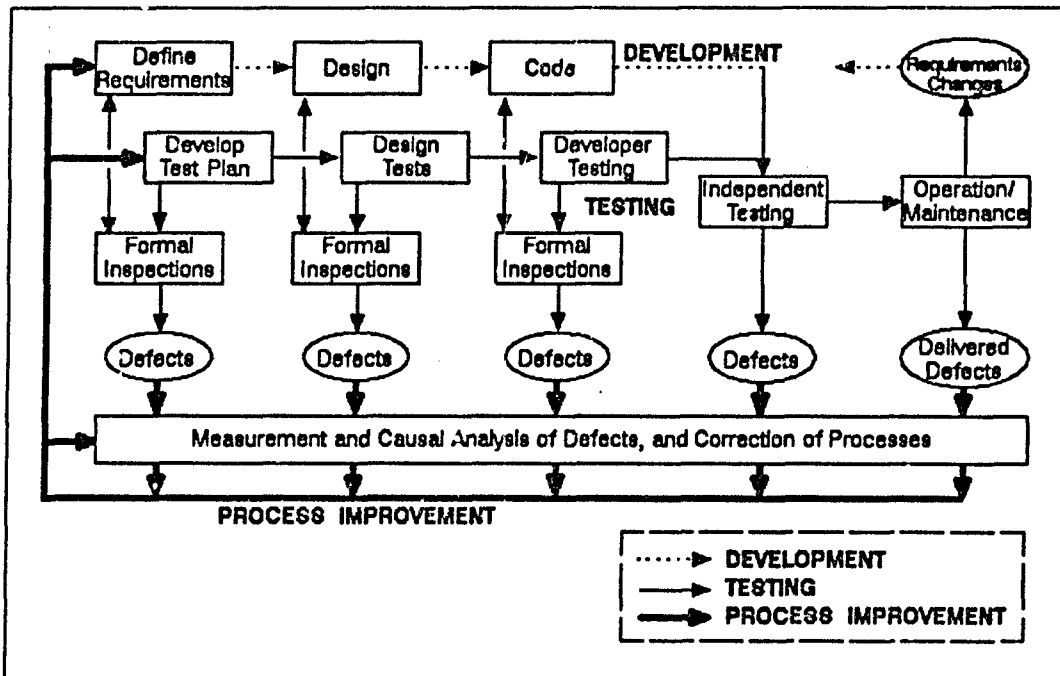 Define
Requirements
Design
Code
DEVELOPMENT
Requirements
Changes
Develop
Test Plan
Design
Tests
Developer
Testing
TESTING
Independent
Testing
Operation/
Maintenance
Formal
Inspections
Formal
Inspections
Formal
Inspections
Defects
Defects
Defects
Defects
Delivered
Defects
Measurement and Causal Analysis of Defects, and Correction of Processes
PROCESS IMPROVEMENT
DEVELOPMENT
TESTING
PROCESS IMPROVEMENT